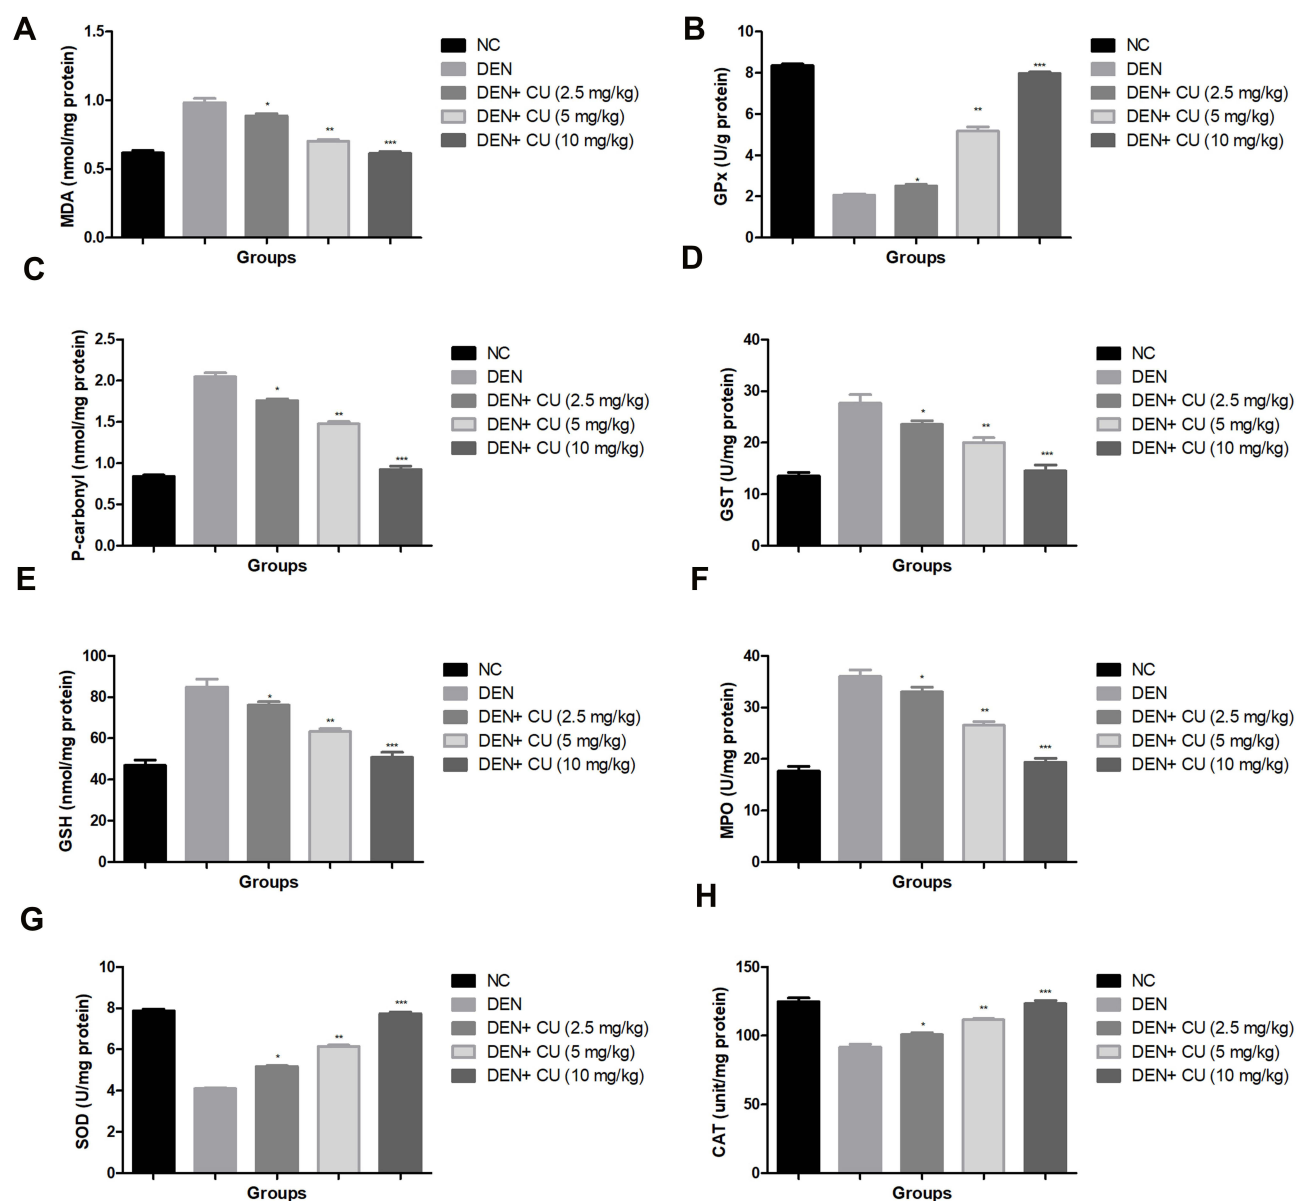 A
MDA (nmol/mg protein)
1.5
1.0
0.5
0.0
* ** ***
Groups
NC
DEN
DEN+ CU (2.5 mg/kg)
DEN+ CU (5 mg/kg)
DEN+ CU (10 mg/kg)
B
GPx (U/g protein)
10
8
6
4
2
0
* ** ***
Groups
NC
DEN
DEN+ CU (2.5 mg/kg)
DEN+ CU (5 mg/kg)
DEN+ CU (10 mg/kg)
C
P-carbonyl (nmol/mg protein)
2.5
2.0
1.5
1.0
0.5
0.0
* ** ***
Groups
NC
DEN
DEN+ CU (2.5 mg/kg)
DEN+ CU (5 mg/kg)
DEN+ CU (10 mg/kg)
D
GST (U/mg protein)
40
30
20
10
0
* ** ***
Groups
NC
DEN
DEN+ CU (2.5 mg/kg)
DEN+ CU (5 mg/kg)
DEN+ CU (10 mg/kg)
E
GSH (nmol/mg protein)
100
80
60
40
20
0
* ** ***
Groups
NC
DEN
DEN+ CU (2.5 mg/kg)
DEN+ CU (5 mg/kg)
DEN+ CU (10 mg/kg)
F
MPO (U/mg protein)
40
30
20
10
0
* ** ***
Groups
NC
DEN
DEN+ CU (2.5 mg/kg)
DEN+ CU (5 mg/kg)
DEN+ CU (10 mg/kg)
G
SOD (U/mg protein)
10
8
6
4
2
0
* ** ***
Groups
NC
DEN
DEN+ CU (2.5 mg/kg)
DEN+ CU (5 mg/kg)
DEN+ CU (10 mg/kg)
H
CAT (unit/mg protein)
150
100
50
0
* ** ***
Groups
NC
DEN
DEN+ CU (2.5 mg/kg)
DEN+ CU (5 mg/kg)
DEN+ CU (10 mg/kg)